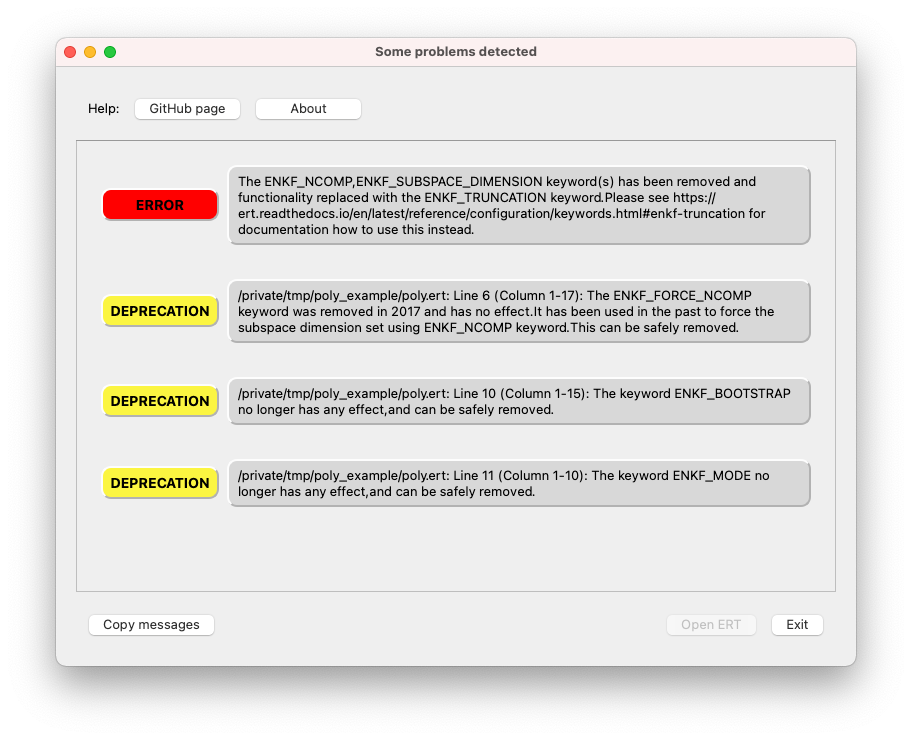 Some problems detected
Help:
GitHub page
About
ERROR
The ENKF_NCOMP,ENKF_SUBSPACE_DIMENSION keyword(s) has been removed and
functionality replaced with the ENKF_TRUNCATION keyword.Please see https://
ert.readthedocs.io/en/latest/reference/configuration/keywords.html#enkf-truncation for
documentation how to use this instead.
DEPRECATION
/private/tmp/poly_example/poly.ert: Line 6 (Column 1-17): The ENKF_FORCE_NCOMP
keyword was removed in 2017 and has no effect.It has been used in the past to force the
subspace dimension set using ENKF_NCOMP keyword.This can be safely removed.
DEPRECATION
/private/tmp/poly_example/poly.ert: Line 10 (Column 1-15): The keyword ENKF_BOOTSTRAP
no longer has any effect,and can be safely removed.
DEPRECATION
/private/tmp/poly_example/poly.ert: Line 11 (Column 1-10): The keyword ENKF_MODE no
longer has any effect,and can be safely removed.
Copy messages
Open ERT
Exit